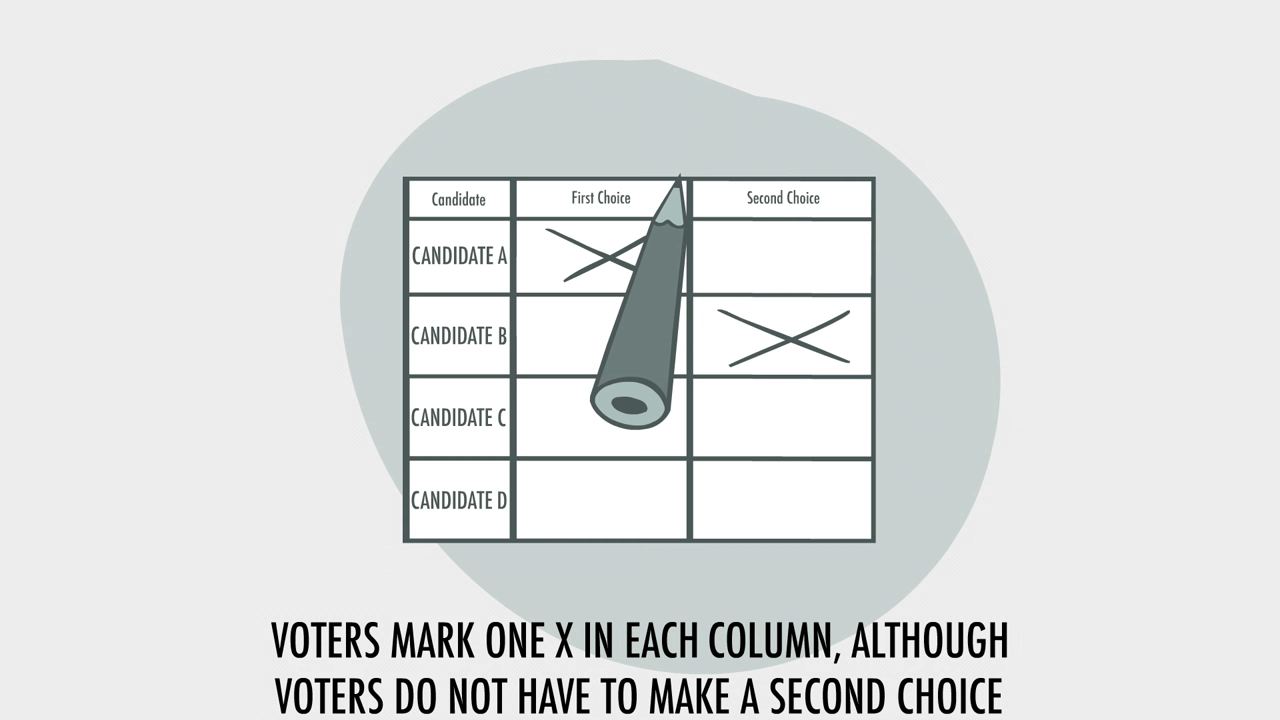 Candidate First Choice Second Choice
CANDIDATE A
CANDIDATE B
CANDIDATE C
CANDIDATE D
VOTERS MARK ONE X IN EACH COLUMN, ALTHOUGH
VOTERS DO NOT HAVE TO MAKE A SECOND CHOICE